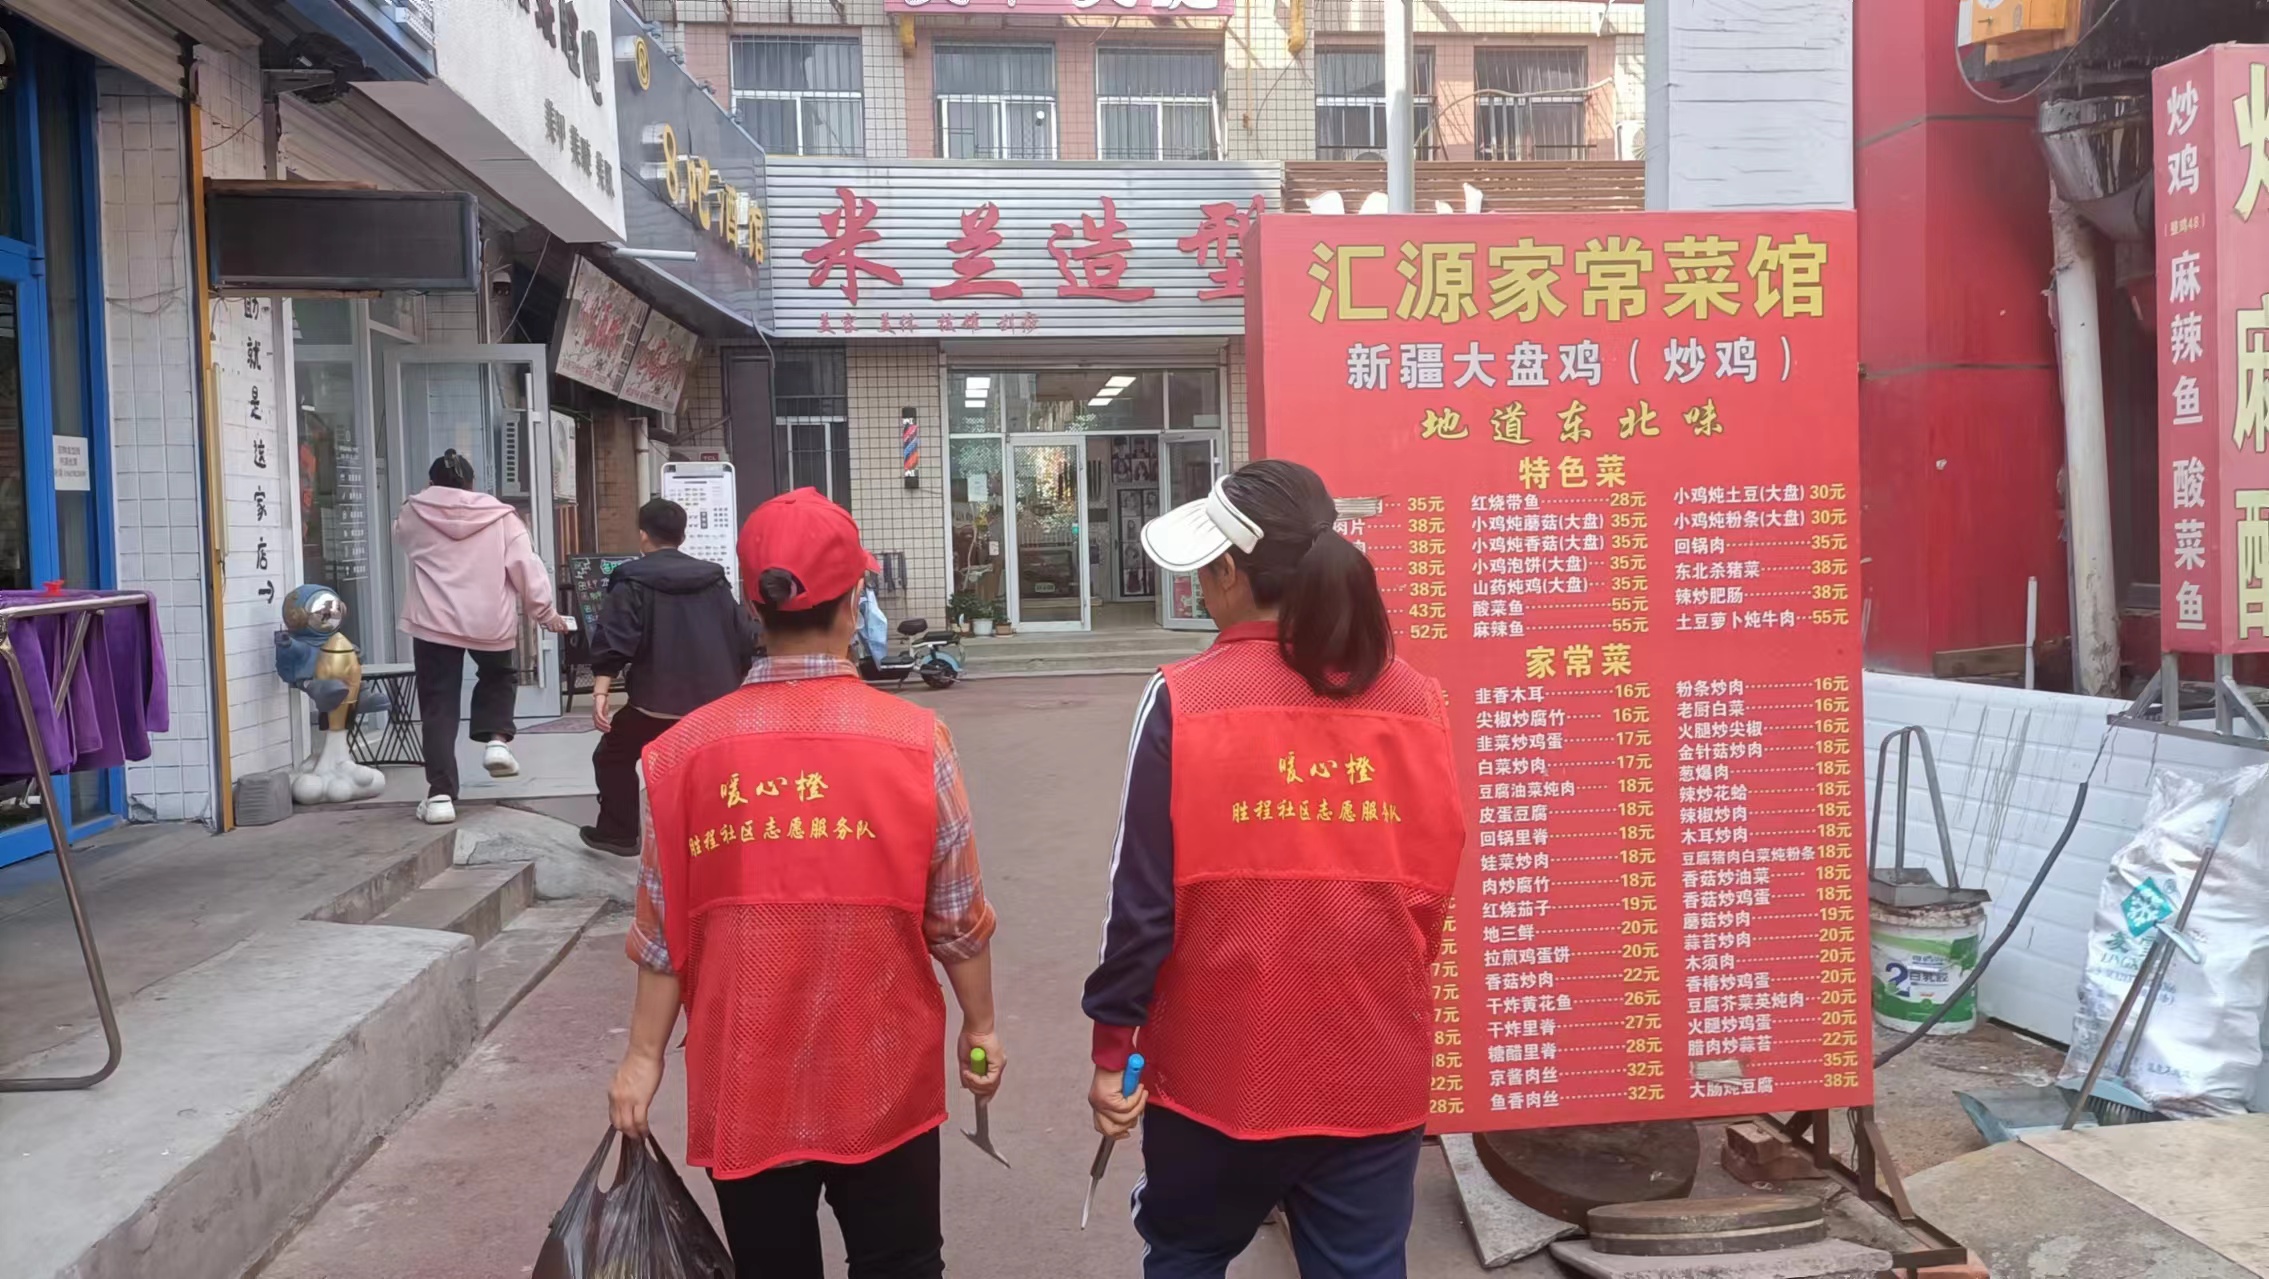 美甲 美睫 美肤
8吧酒馆
米兰造型
美容 美体
就是这家店→
汇源家常菜馆
新疆大盘鸡(炒鸡)
地道东北味
特色菜
35元
肉片 38元
38元
38元
38元
43元
52元
红烧带鱼 28元
小鸡炖蘑菇(大盘) 35元
小鸡炖香菇(大盘) 35元
小鸡泡饼(大盘) 35元
山药炖鸡(大盘) 35元
酸菜鱼 55元
麻辣鱼 55元
小鸡炖土豆(大盘) 30元
小鸡炖粉条(大盘) 30元
回锅肉 35元
东北杀猪菜 38元
辣炒肥肠 38元
土豆萝卜炖牛肉 55元
家常菜
22元
28元
韭香木耳 16元
尖椒炒腐竹 16元
韭菜炒鸡蛋 17元
白菜炒肉 17元
豆腐油菜炖肉 18元
皮蛋豆腐 18元
回锅里脊 18元
娃菜炒肉 18元
肉炒腐竹 18元
红烧茄子 19元
地三鲜 20元
拉煎鸡蛋饼 20元
香菇炒肉 22元
干炸黄花鱼 26元
干炸里脊 27元
糖醋里脊 28元
京酱肉丝 32元
鱼香肉丝 32元
粉条炒肉 16元
老厨白菜 16元
火腿炒尖椒 16元
金针菇炒肉 18元
葱爆肉 18元
辣炒花蛤 18元
辣椒炒肉 18元
木耳炒肉 18元
豆腐猪肉白菜炖粉条 18元
香菇炒油菜 18元
香菇炒鸡蛋 18元
蘑菇炒肉 19元
蒜苔炒肉 20元
木须肉 20元
香椿炒鸡蛋 20元
豆腐芥菜英炖肉 20元
火腿炒鸡蛋 20元
腊肉炒蒜苔 22元
35元
大肠炖豆腐 38元
炒鸡
(整鸡48)
麻辣鱼
酸菜鱼
暖心橙
胜程社区志愿服务队
暖心橙
胜程社区志愿服务队